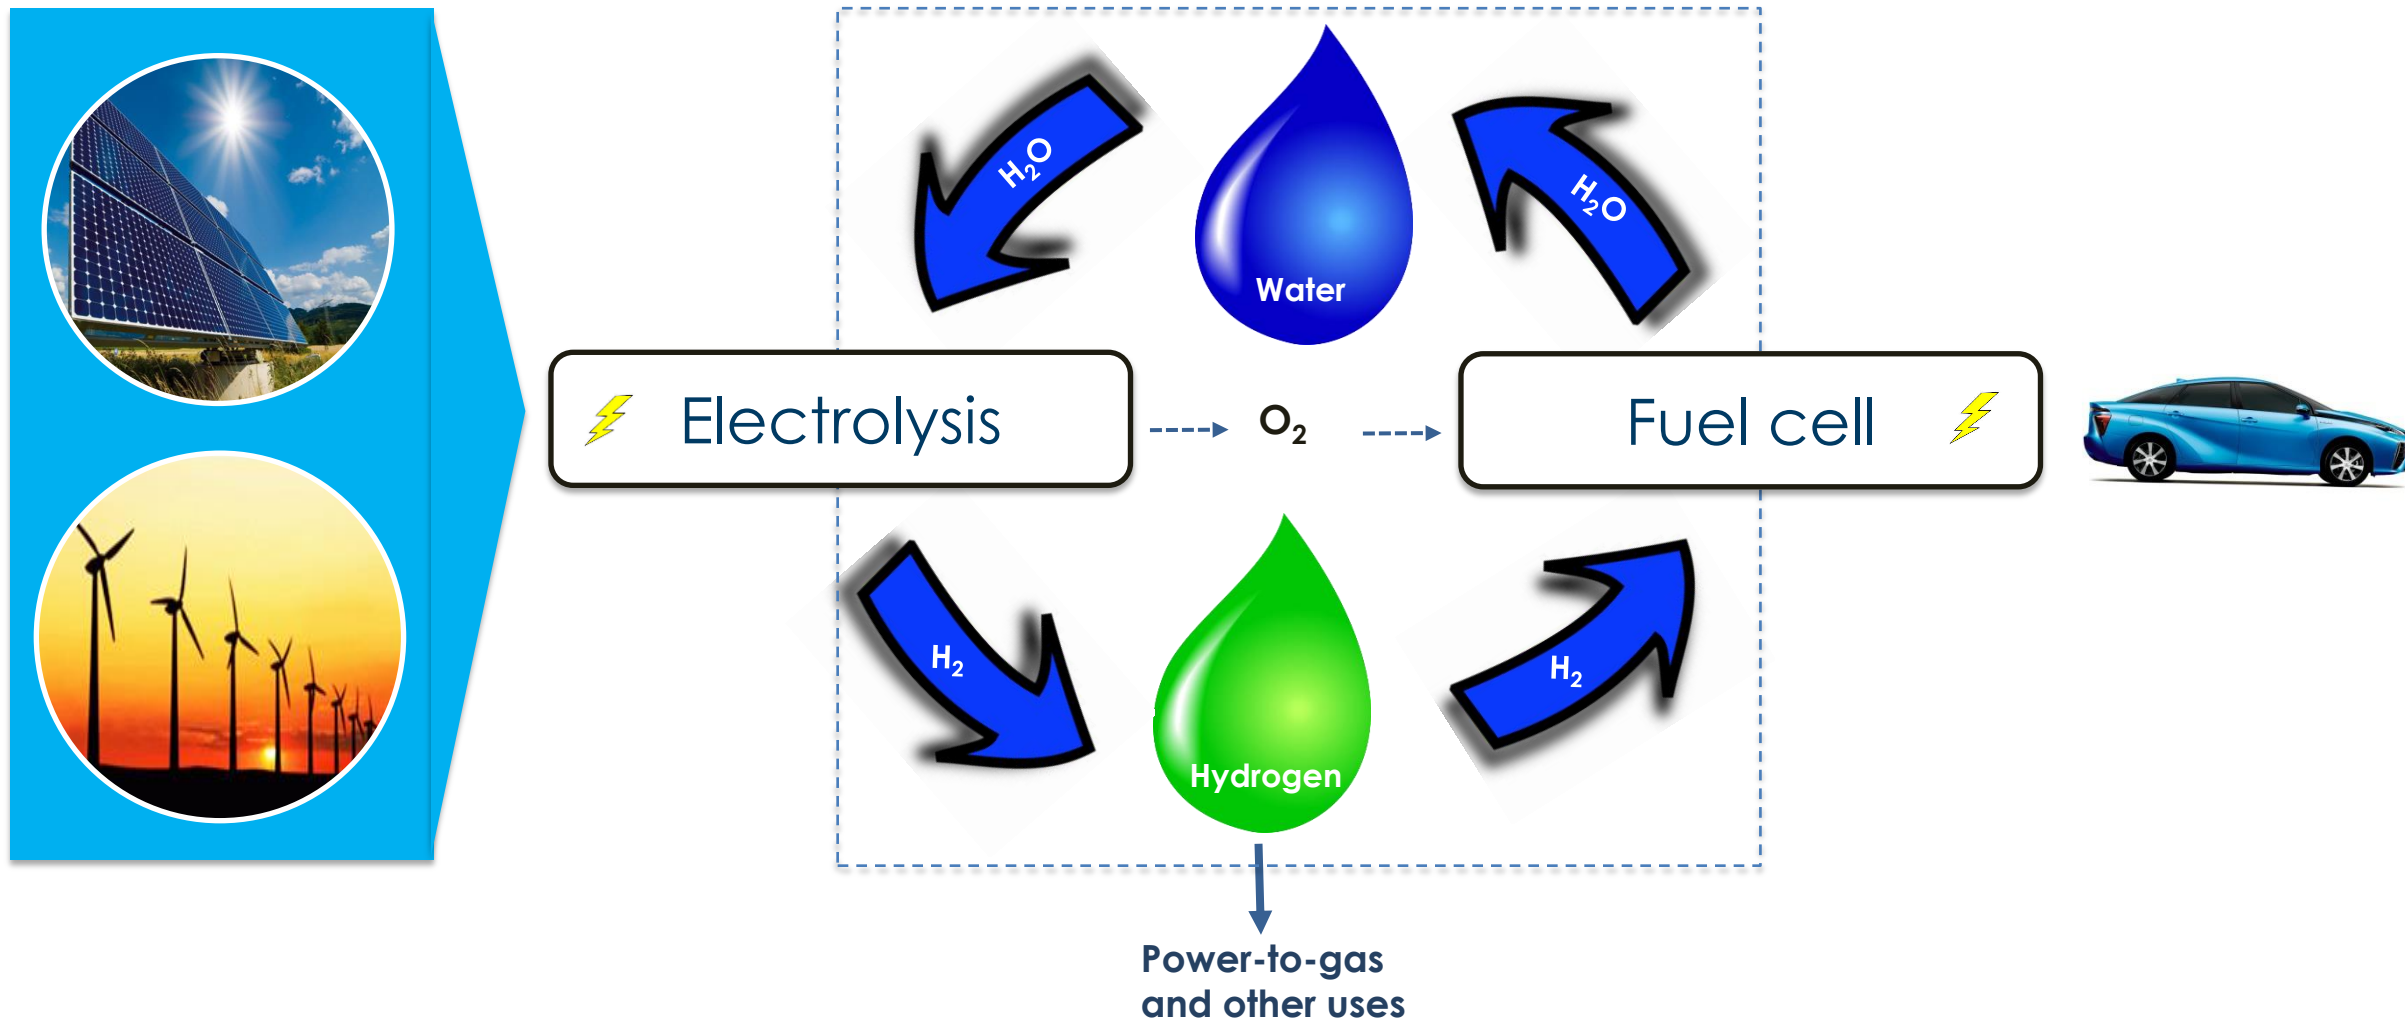 H₂O
H₂O
Water
Electrolysis
O₂
Fuel cell
H₂
H₂
Hydrogen
Power-to-gas
and other uses